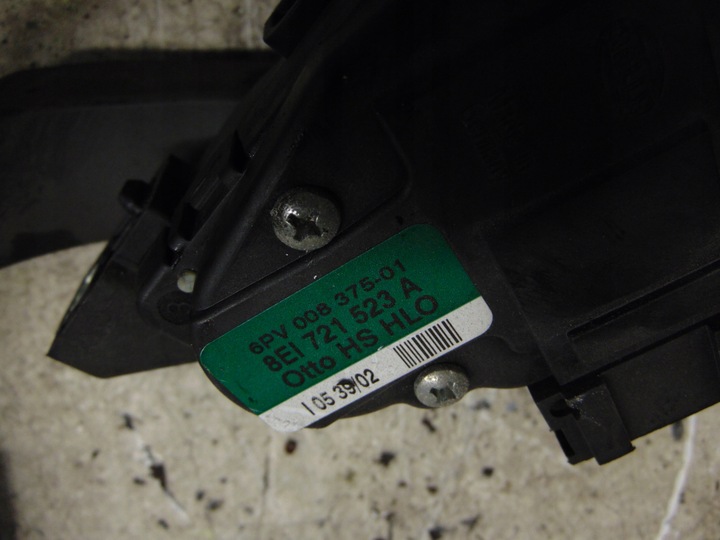 6PV 008 375-01
8E1 721 523 A
Otto HS HLO
I 05 39/02